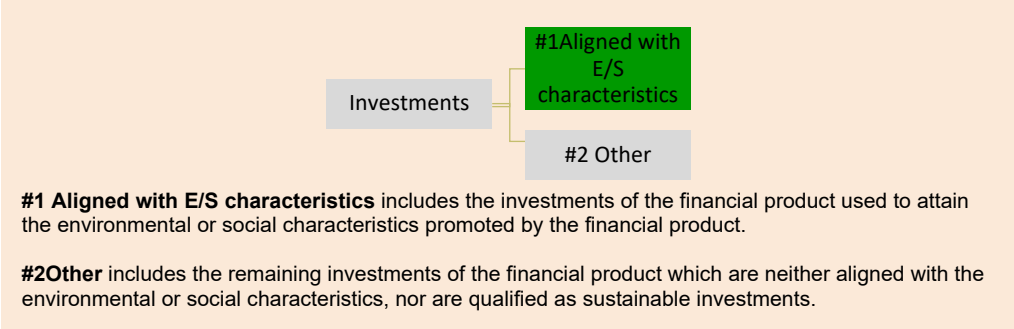 #1Aligned with
E/S
characteristics
Investments
#2 Other
#1 Aligned with E/S characteristics includes the investments of the financial product used to attain
the environmental or social characteristics promoted by the financial product.
#2Other includes the remaining investments of the financial product which are neither aligned with the
environmental or social characteristics, nor are qualified as sustainable investments.